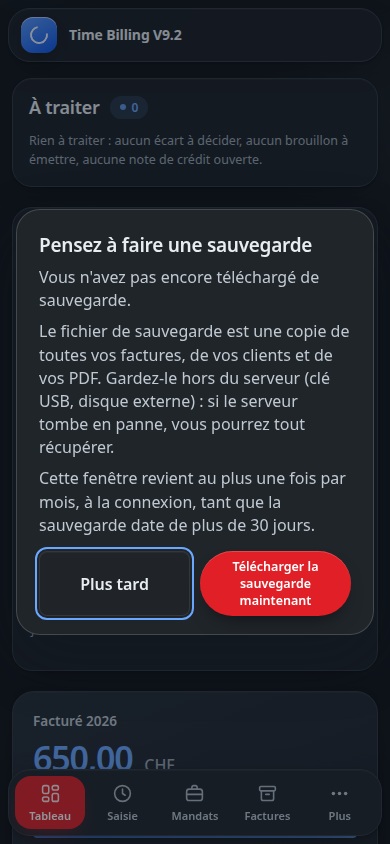 Time Billing V9.2
À traiter 0
Rien à traiter : aucun écart à décider, aucun brouillon à
émettre, aucune note de crédit ouverte.
Pensez à faire une sauvegarde
Vous n'avez pas encore téléchargé de
sauvegarde.
Le fichier de sauvegarde est une copie de
toutes vos factures, de vos clients et de
vos PDF. Gardez-le hors du serveur (clé
USB, disque externe) : si le serveur
tombe en panne, vous pourrez tout
récupérer.
Cette fenêtre revient au plus une fois par
mois, à la connexion, tant que la
sauvegarde date de plus de 30 jours.
Plus tard
Télécharger la
sauvegarde
maintenant
Facturé 2026
650.00 CHF
Tableau
Saisie
Mandats
Factures
Plus